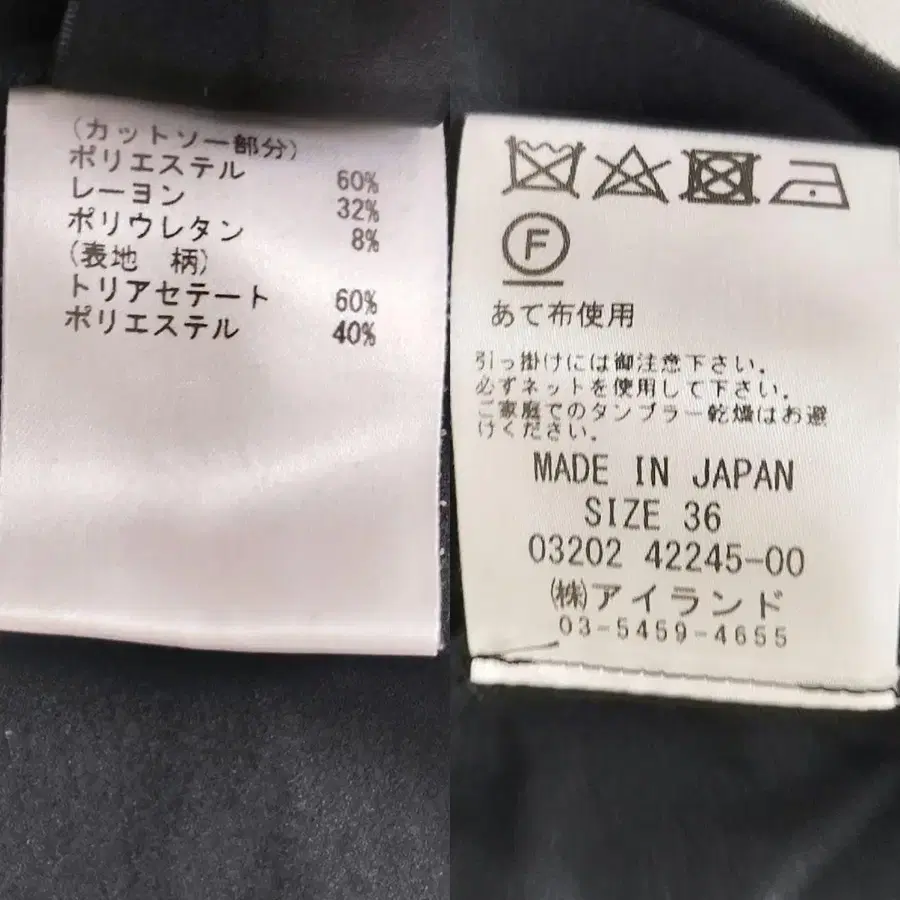 (カットソー部分)
ポリエステル 60%
レーヨン 32%
ポリウレタン 8%
(表地 柄)
トリアセテート 60%
ポリエステル 40%
F
あて布使用
引っ掛けには御注意下さい.
必ずネットを使用して下さい.
ご家庭でのタンブラー乾燥はお避
けください.
MADE IN JAPAN
SIZE 36
03202 42245-00
㈱アイランド
03-5459-4655